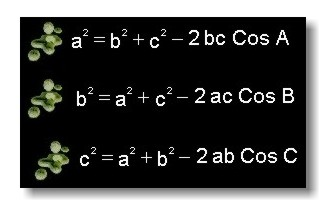 a² = b² + c² − 2 bc Cos A
b² = a² + c² − 2 ac Cos B
c² = a² + b² − 2 ab Cos C